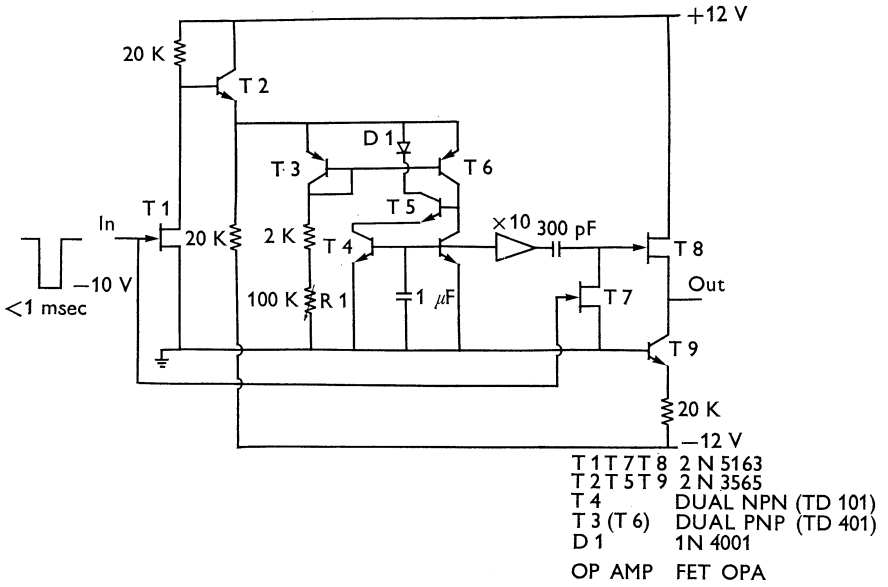 +12 V
20 K
T 2
D 1
T 3
T 6
T 1
In
T 5
×10
300 pF
20 K
2 K
T 4
T 8
−10 V
<1 msec
100 K
R 1
1 μF
T 7
Out
T 9
20 K
−12 V
T 1 T 7 T 8 2 N 5163
T 2 T 5 T 9 2 N 3565
T 4 DUAL NPN (TD 101)
T 3 (T 6) DUAL PNP (TD 401)
D 1 1N 4001
OP AMP FET OPA